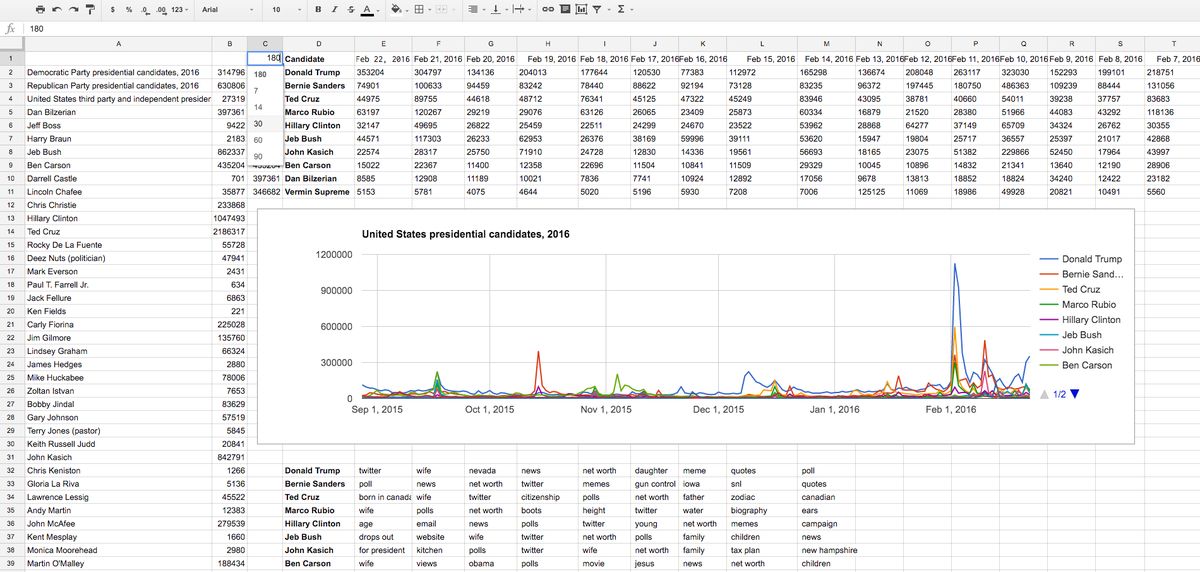 $ % .0 .00 123 Arial 10 B I S A Σ
fx 180
A B C D E F G H I J K L M N O P Q R S T
1 180 Candidate Feb 22, 2016 Feb 21, 2016 Feb 20, 2016 Feb 19, 2016 Feb 18, 2016 Feb 17, 2016 Feb 16, 2016 Feb 15, 2016 Feb 14, 2016 Feb 13, 2016 Feb 12, 2016 Feb 11, 2016 Feb 10, 2016 Feb 9, 2016 Feb 8, 2016 Feb 7, 2016
2 Democratic Party presidential candidates, 2016 314796 180 Donald Trump 353204 304797 134136 204013 177644 120530 77383 112972 165298 136674 208048 263117 323030 152293 199101 218751
3 Republican Party presidential candidates, 2016 630806 7 Bernie Sanders 74901 100633 94459 83242 78440 88622 92194 73128 83235 96372 197445 180750 486363 109239 88444 131566
4 United States third party and independent presider 27319 14 Ted Cruz 44975 89755 44618 48712 76341 45125 47322 45249 83946 43095 38781 40660 54011 39238 37757 83683
5 Dan Bilzerian 397361 Marco Rubio 63197 120267 29219 29076 63126 26065 23409 25873 60334 16879 21520 28380 51966 44083 43292 118136
6 Jeff Boss 9422 30 Hillary Clinton 32147 49695 26822 25459 22511 24299 24670 33522 53962 28868 64277 37149 65709 34324 26762 30355
7 Harry Braun 2183 60 Jeb Bush 44571 117303 26233 62953 26376 38169 59996 39111 53620 15947 19804 25717 36557 25397 21017 42868
8 Jeb Bush 862337 90 John Kasich 22574 28317 25750 71910 24728 12830 14336 19561 56693 18165 23075 51382 229866 52450 17964 43997
9 Ben Carson 435204 435204 Ben Carson 15022 22367 11400 12358 22696 11504 10841 11509 29329 10045 10896 14832 21341 13640 12190 28906
10 Darrell Castle 701 397361 Dan Bilzerian 8585 12908 11189 10021 7836 7741 10924 12892 17056 9678 13813 18852 18824 34240 12422 23182
11 Lincoln Chafee 35877 346682 Vermin Supreme 5153 5781 4075 4644 5020 5196 5930 7208 7006 125125 11069 18986 49928 20821 10491 5560
12 Chris Christie 233868
13 Hillary Clinton 1047493
14 Ted Cruz 2186317
15 Rocky De La Fuente 55728
16 Deez Nuts (politician) 47941
17 Mark Everson 2431
18 Paul T. Farrell Jr. 634
19 Jack Fellure 6863
20 Ken Fields 221
21 Carly Fiorina 225028
22 Jim Gilmore 135760
23 Lindsey Graham 66324
24 James Hedges 2880
25 Mike Huckabee 78006
26 Zoltan Istvan 7653
27 Bobby Jindal 83629
28 Gary Johnson 57519
29 Terry Jones (pastor) 5845
30 Keith Russell Judd 20841
31 John Kasich 842791
United States presidential candidates, 2016
1200000
900000
600000
300000
0
Sep 1, 2015 Oct 1, 2015 Nov 1, 2015 Dec 1, 2015 Jan 1, 2016 Feb 1, 2016
Donald Trump
Bernie Sand...
Ted Cruz
Marco Rubio
Hillary Clinton
Jeb Bush
John Kasich
Ben Carson
1/2
32 Chris Keniston 1266 Donald Trump twitter wife nevada news net worth daughter meme quotes poll
33 Gloria La Riva 5136 Bernie Sanders poll news net worth twitter memes gun control iowa snl quotes
34 Lawrence Lessig 45522 Ted Cruz born in canada wife twitter citizenship polls net worth father zodiac canadian
35 Andy Martin 12383 Marco Rubio wife polls net worth boots height twitter water biography ears
36 John McAfee 279539 Hillary Clinton age email news polls twitter young net worth memes campaign
37 Kent Mesplay 1660 Jeb Bush drops out website wife twitter net worth polls family children news
38 Monica Moorehead 2980 John Kasich for president kitchen polls twitter wife net worth family tax plan new hampshire
39 Martin O'Malley 188434 Ben Carson wife views obama polls movie jesus news net worth children